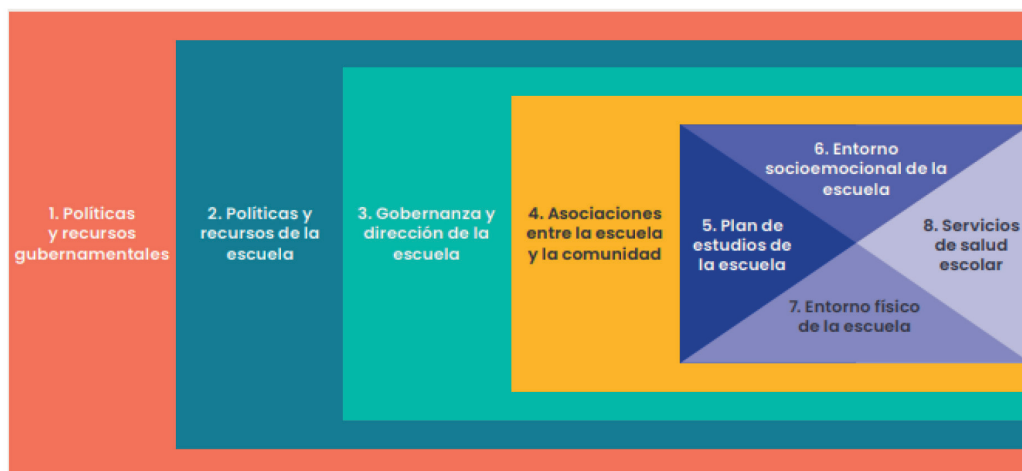 1. Políticas
y recursos
gubernamentales
2. Políticas y
recursos de la
escuela
3. Gobernanza y
dirección de la
escuela
4. Asociaciones
entre la escuela
y la comunidad
5. Plan de
estudios de
la escuela
6. Entorno
socioemocional de la
escuela
7. Entorno físico
de la escuela
8. Servicios
de salud
escolar